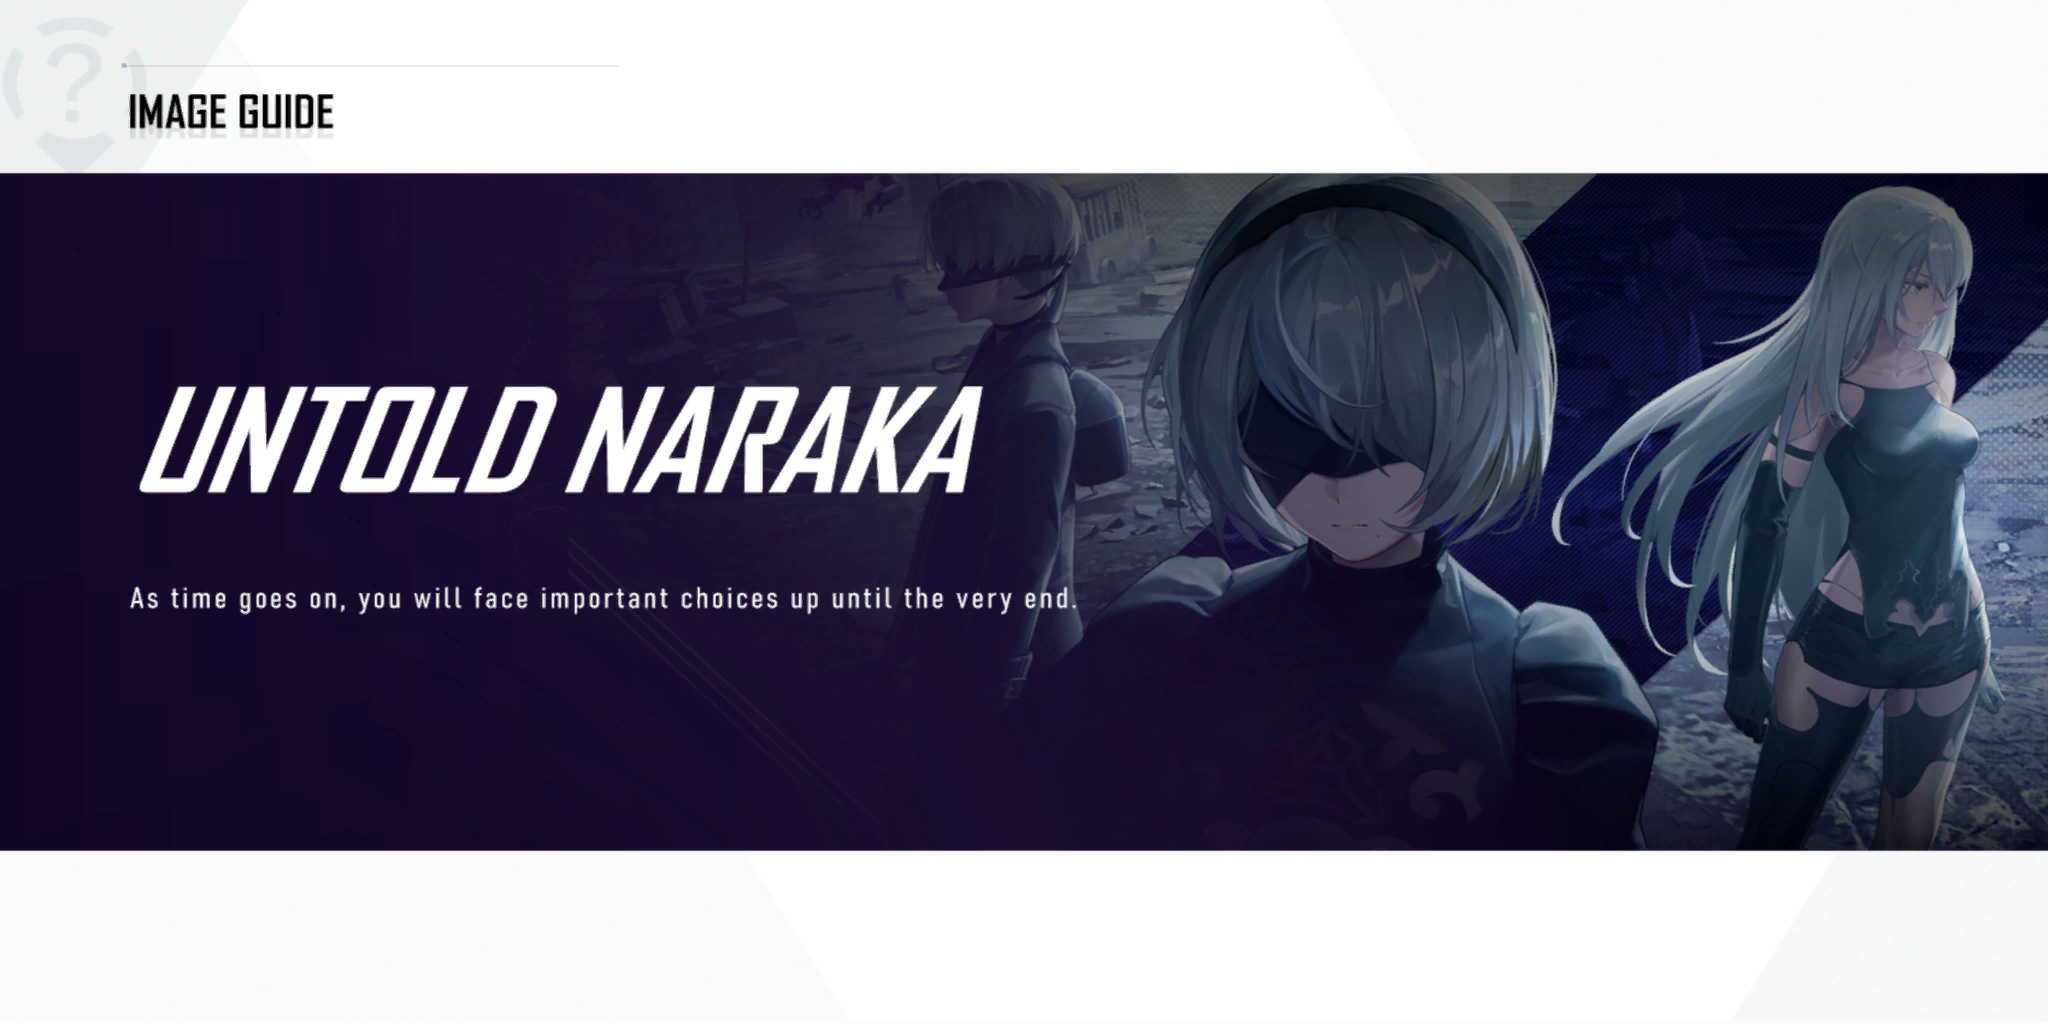 IMAGE GUIDE
UNTOLD NARAKA
As time goes on, you will face important choices up until the very end.